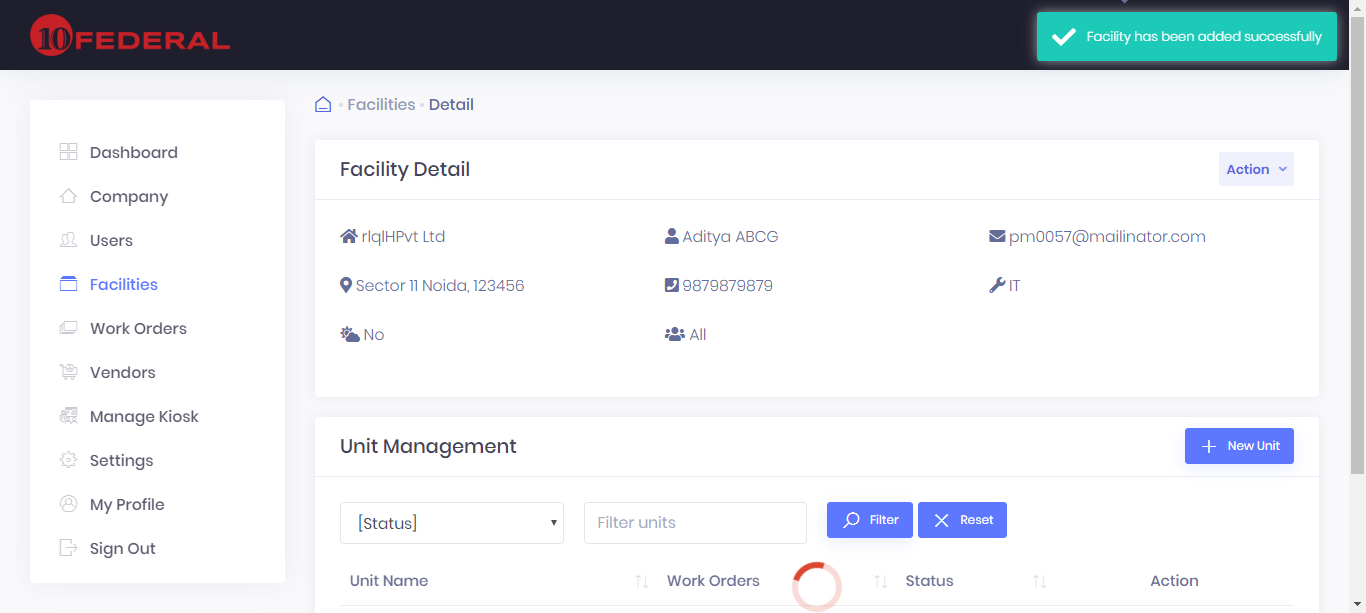 10 FEDERAL
Facility has been added successfully
Facilities • Detail
Dashboard
Company
Users
Facilities
Work Orders
Vendors
Manage Kiosk
Settings
My Profile
Sign Out
Facility Detail
Action
rlqlHPvt Ltd
Aditya ABCG
pm0057@mailinator.com
Sector 11 Noida, 123456
9879879879
IT
No
All
Unit Management
New Unit
[Status]
Filter units
Filter
Reset
Unit Name
Work Orders
Status
Action